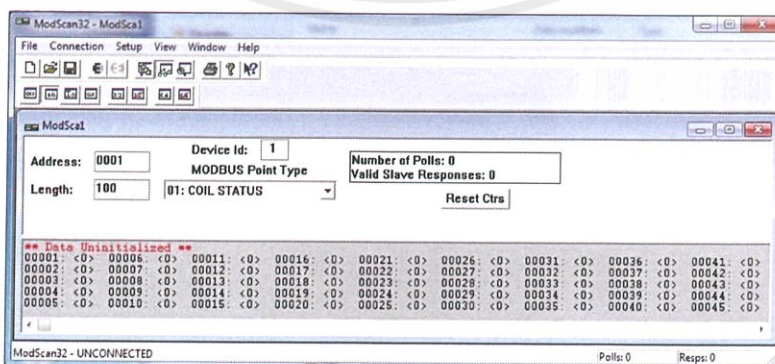 ModScan32 - ModSca1
File Connection Setup View Window Help
ModSca1
Address: 0001
Device Id: 1
MODBUS Point Type
Length: 100
01: COIL STATUS
Number of Polls: 0
Valid Slave Responses: 0
Reset Ctrs
** Data Uninitialized **
00001: <0> 00006: <0> 00011: <0> 00016: <0> 00021: <0> 00026: <0> 00031: <0> 00036: <0> 00041: <0>
00002: <0> 00007: <0> 00012: <0> 00017: <0> 00022: <0> 00027: <0> 00032: <0> 00037: <0> 00042: <0>
00003: <0> 00008: <0> 00013: <0> 00018: <0> 00023: <0> 00028: <0> 00033: <0> 00038: <0> 00043: <0>
00004: <0> 00009: <0> 00014: <0> 00019: <0> 00024: <0> 00029: <0> 00034: <0> 00039: <0> 00044: <0>
00005: <0> 00010: <0> 00015: <0> 00020: <0> 00025: <0> 00030: <0> 00035: <0> 00040: <0> 00045: <0>
ModScan32 - UNCONNECTED
Polls: 0
Resps: 0